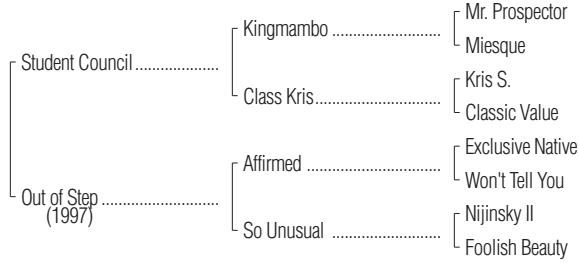 Mr. Prospector
Kingmambo ......................
Miesque
Student Council .....................
Kris S.
Class Kris .........................
Classic Value
Exclusive Native
Affirmed ...........................
Won't Tell You
Out of Step .............................
(1997)
Nijinsky II
So Unusual ......................
Foolish Beauty